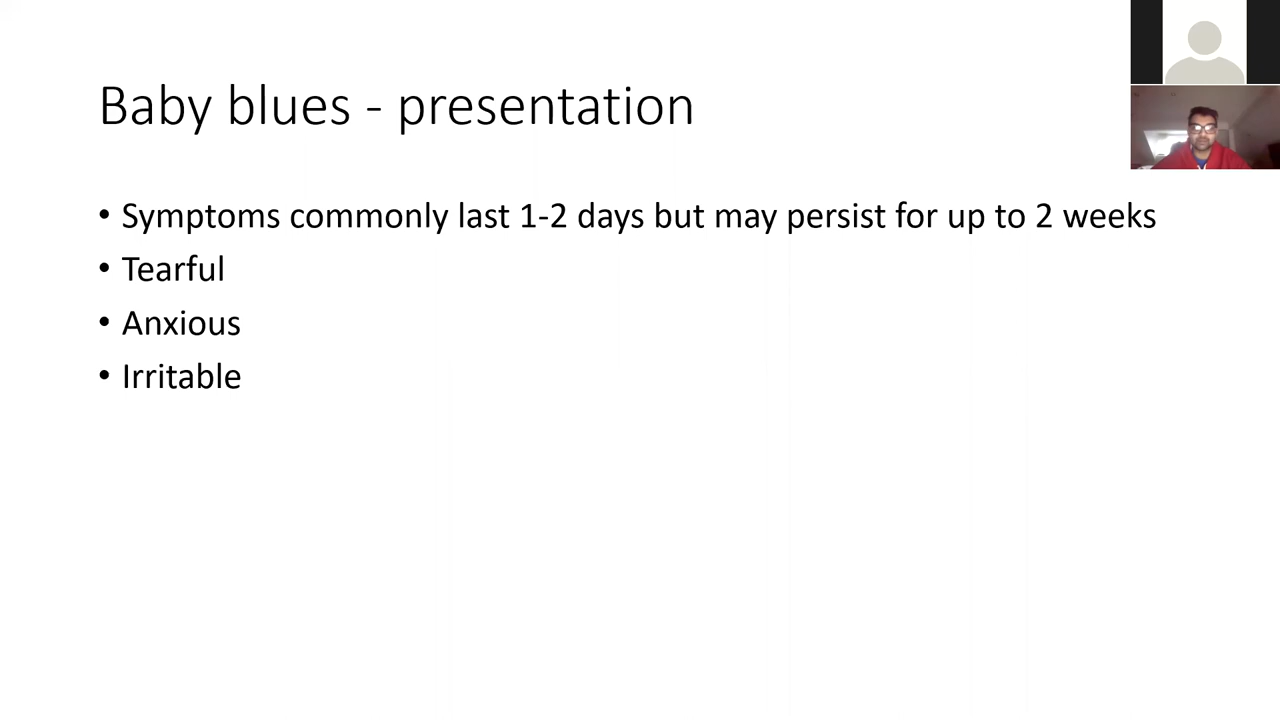 Baby blues - presentation
• Symptoms commonly last 1-2 days but may persist for up to 2 weeks
• Tearful
• Anxious
• Irritable